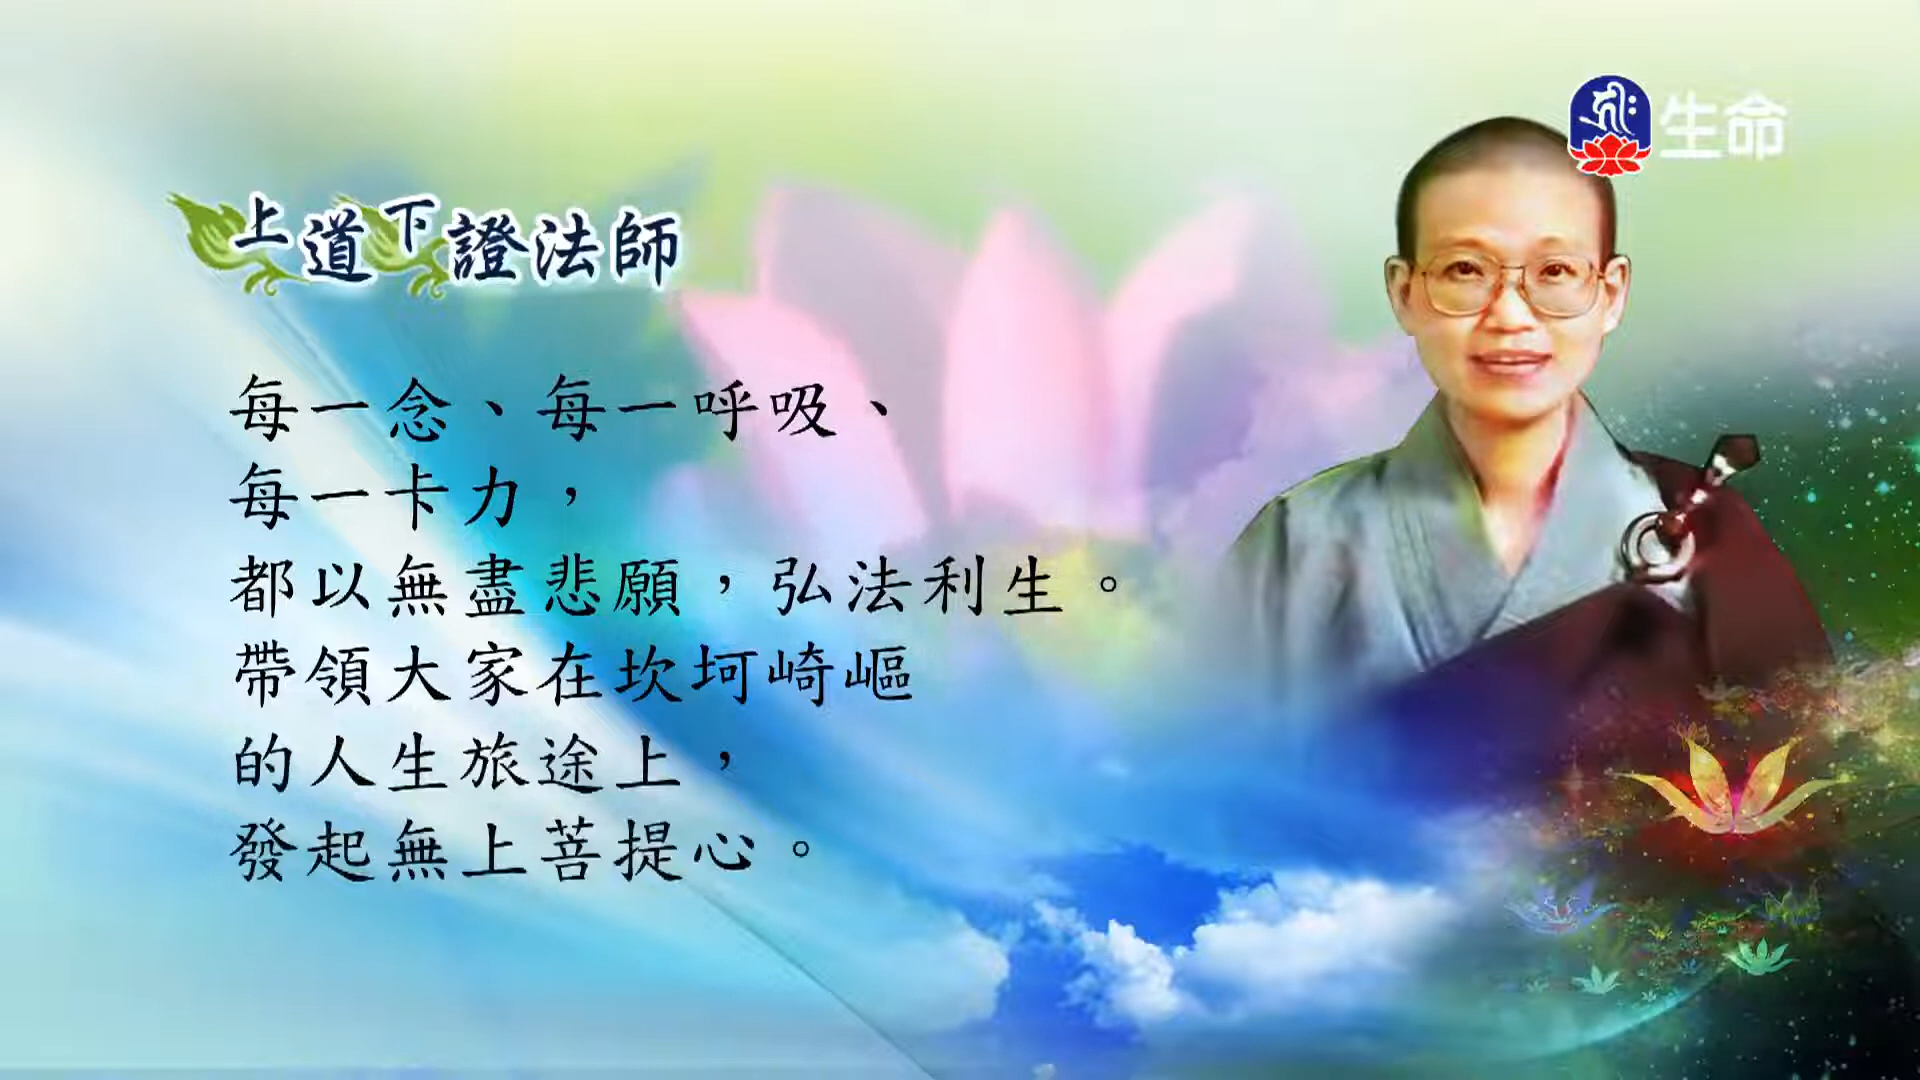 生命
上道下證法師
每一念、每一呼吸、
每一卡力，
都以無盡悲願，弘法利生。
帶領大家在坎坷崎嶇
的人生旅途上，
發起無上菩提心。